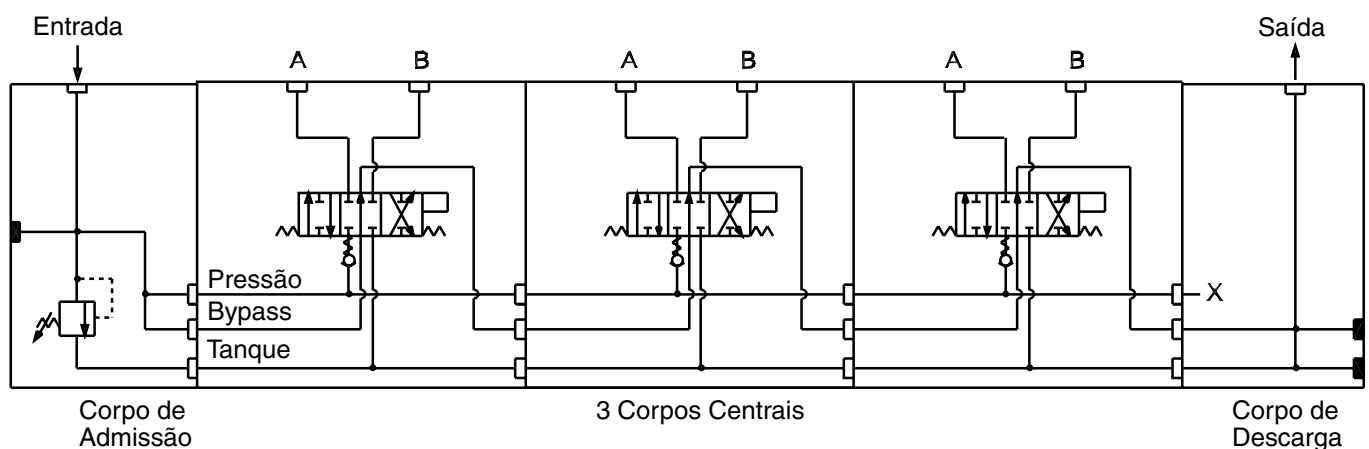 Entrada
Saída
A B A B A B
Pressão
X
Bypass
Tanque
Corpo de
Admissão
3 Corpos Centrais
Corpo de
Descarga